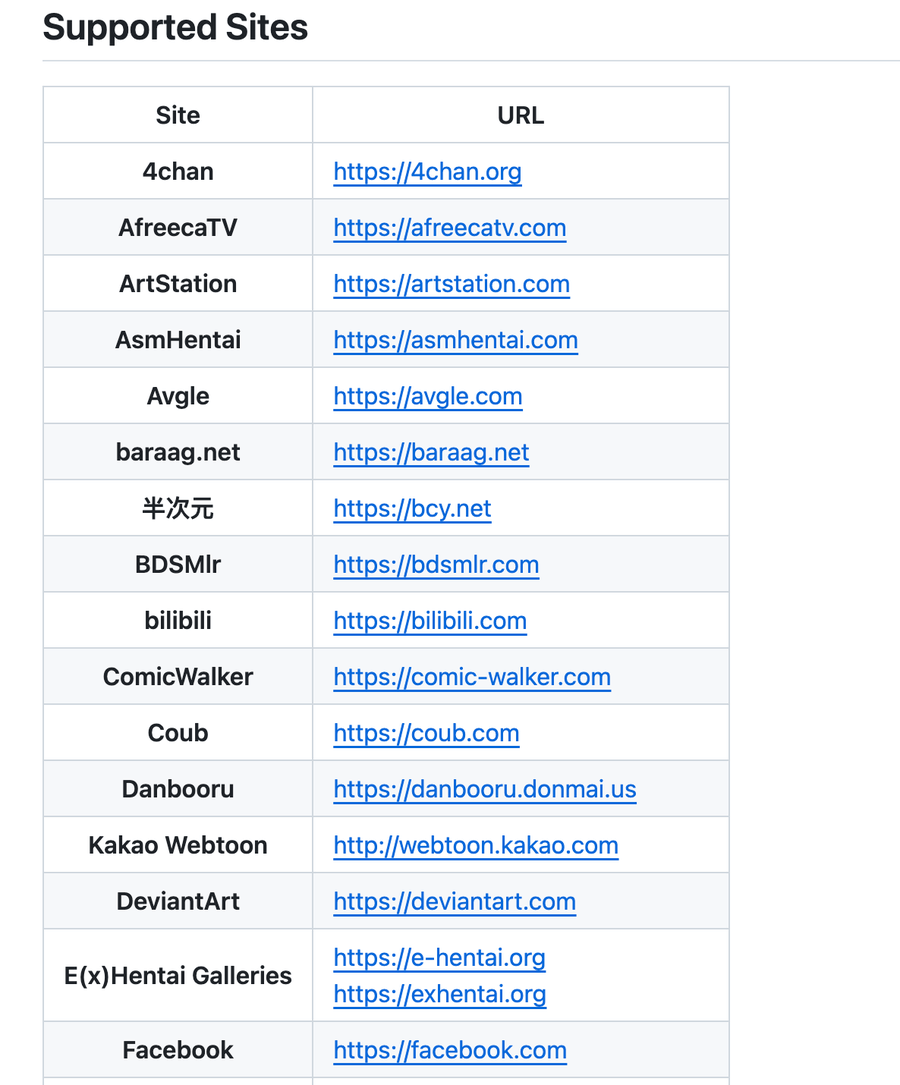 Supported Sites
Site URL
4chan https://4chan.org
AfreecaTV https://afreecatv.com
ArtStation https://artstation.com
AsmHentai https://asmhentai.com
Avgle https://avgle.com
baraag.net https://baraag.net
半次元 https://bcy.net
BDSMlr https://bdsmlr.com
bilibili https://bilibili.com
ComicWalker https://comic-walker.com
Coub https://coub.com
Danbooru https://danbooru.donmai.us
Kakao Webtoon http://webtoon.kakao.com
DeviantArt https://deviantart.com
E(x)Hentai Galleries https://e-hentai.org
https://exhentai.org
Facebook https://facebook.com